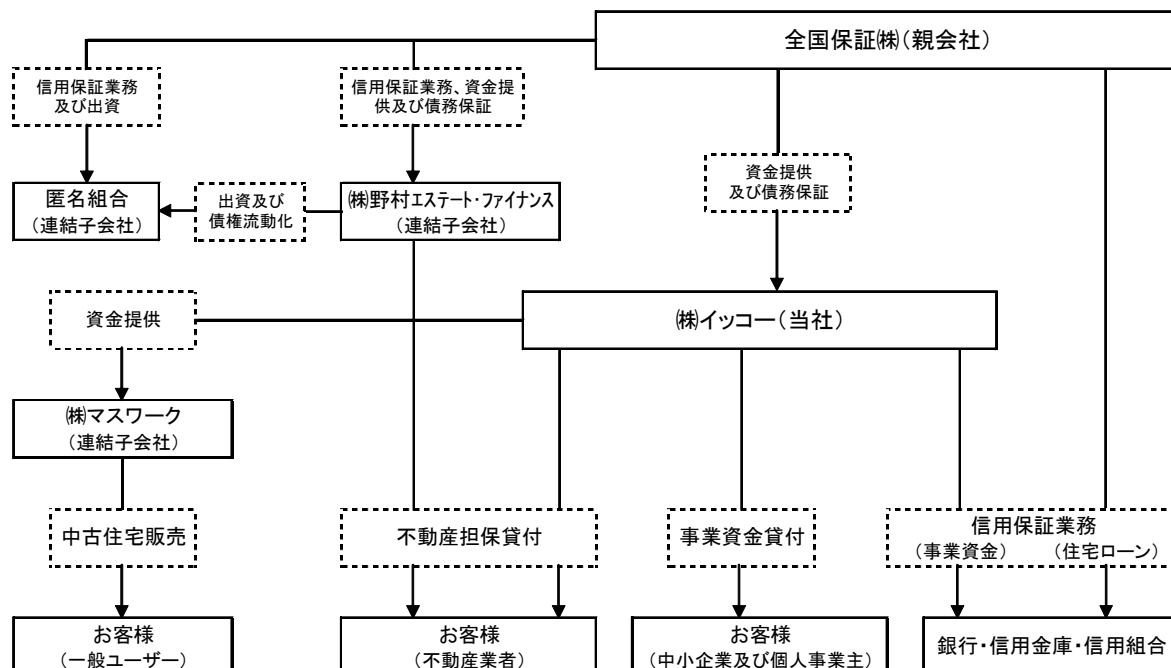 全国保証㈱（親会社）
信用保証業務
及び出資
信用保証業務、資金提
供及び債務保証
資金提供
及び債務保証
匿名組合
（連結子会社）
出資及び
債権流動化
㈱野村エステート・ファイナンス
（連結子会社）
資金提供
㈱イッコー（当社）
㈱マスワーク
（連結子会社）
中古住宅販売
不動産担保貸付
事業資金貸付
信用保証業務
（事業資金）　（住宅ローン）
お客様
（一般ユーザー）
お客様
（不動産業者）
お客様
（中小企業及び個人事業主）
銀行・信用金庫・信用組合